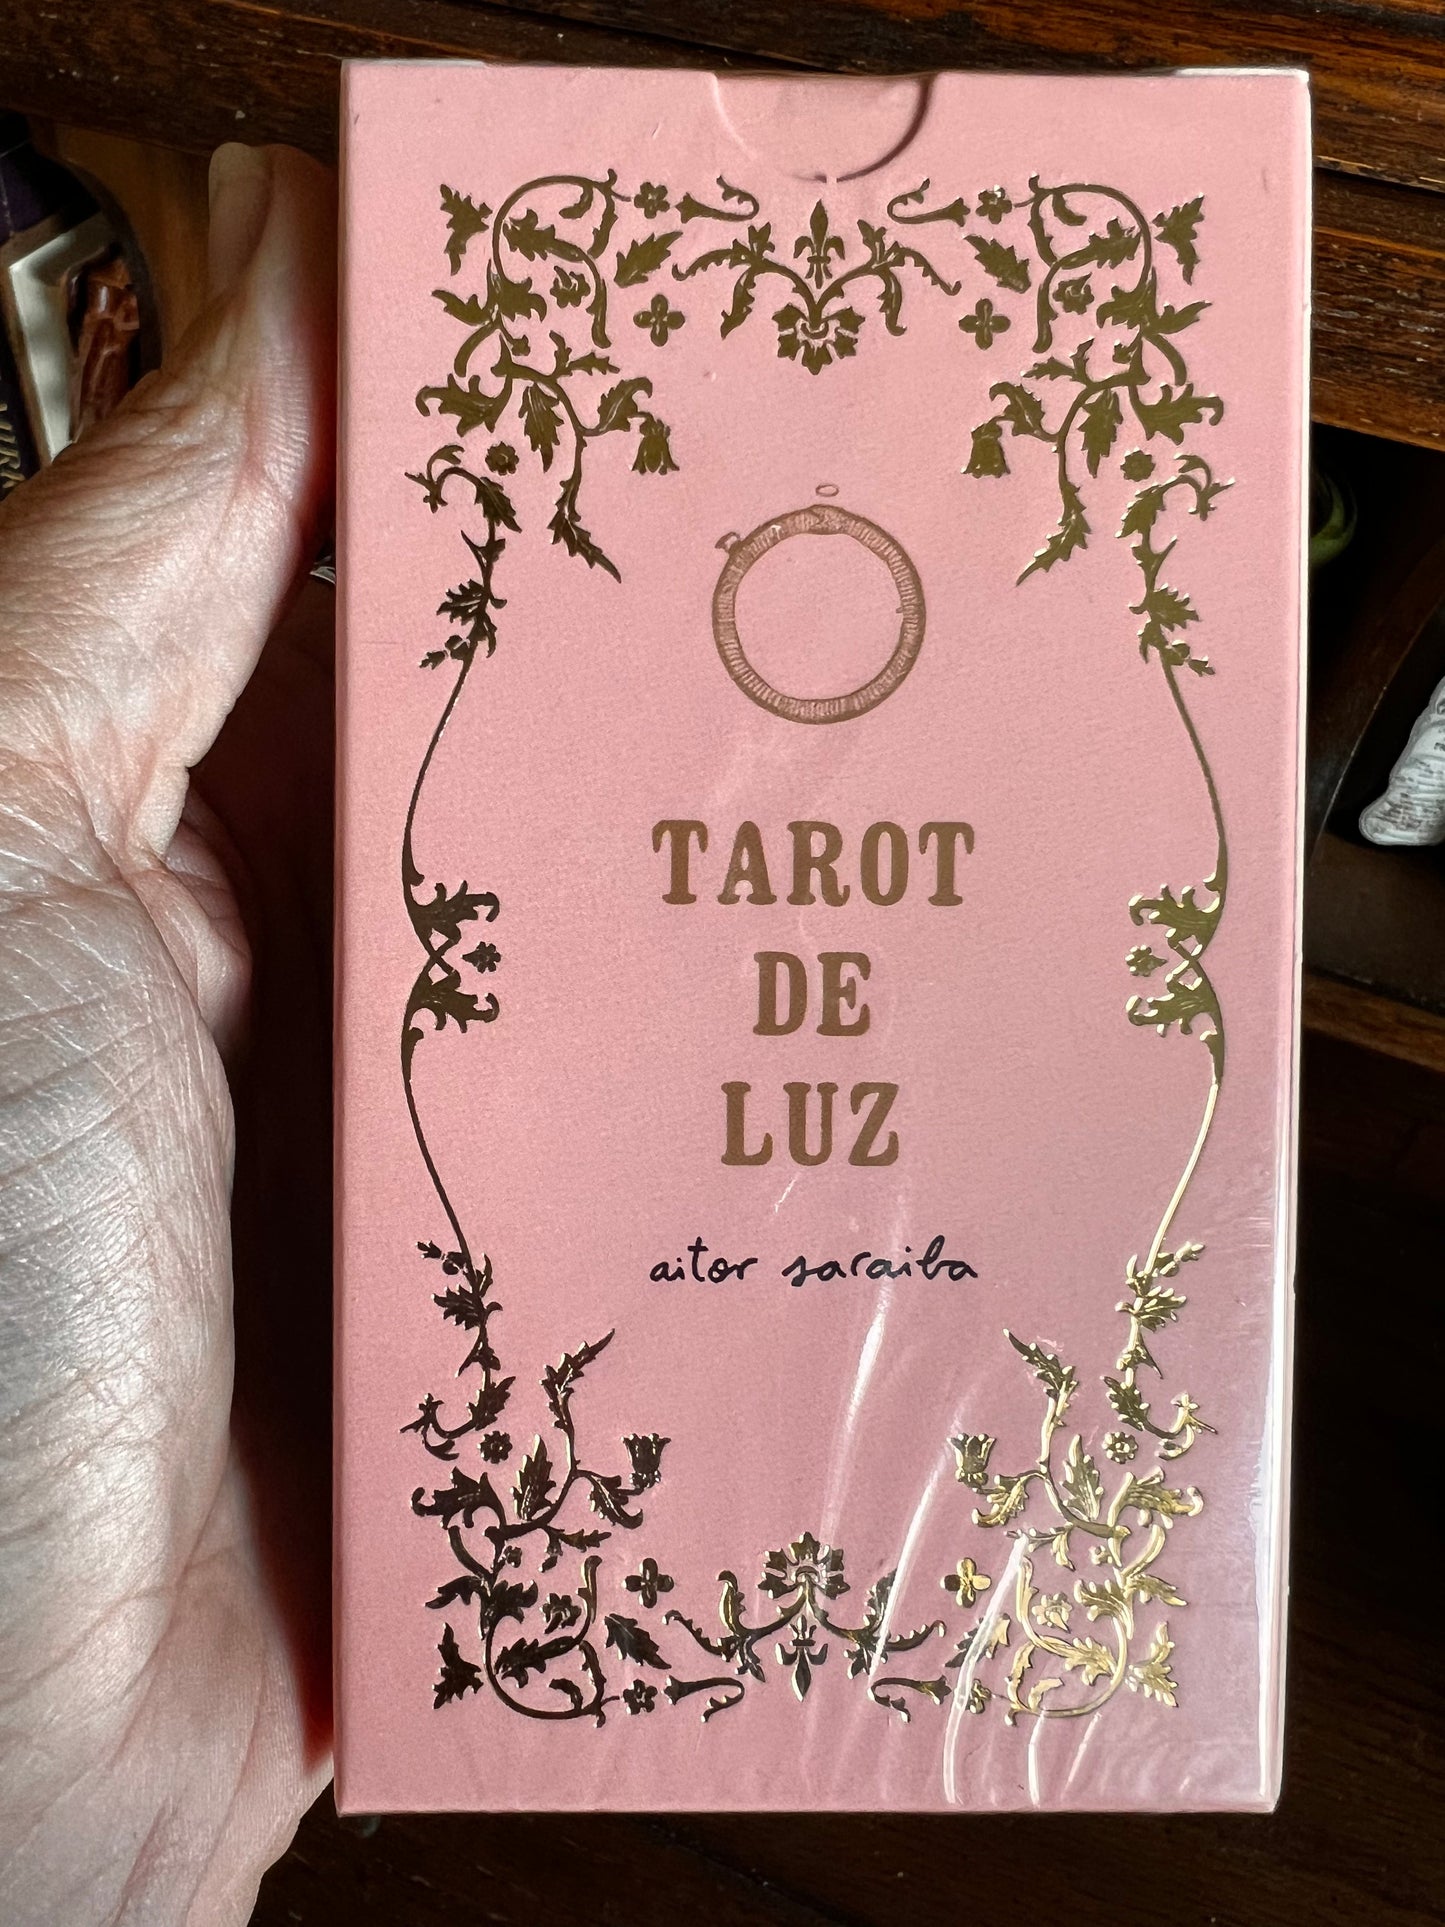 TAROT
DE
LUZ
aitor saraiba